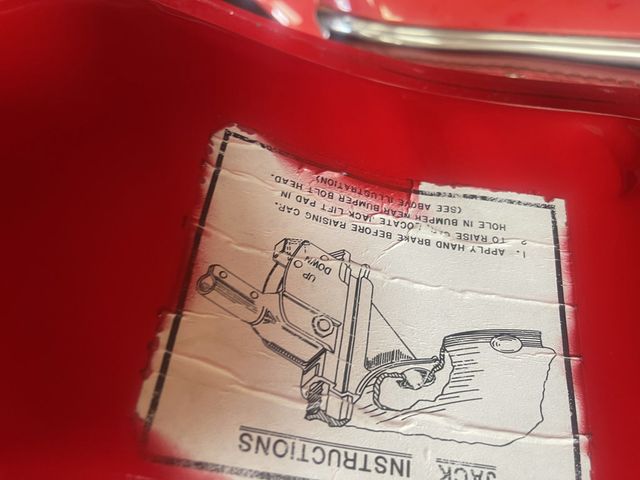 JACK INSTRUCTIONS
UP
DOWN
1. APPLY HAND BRAKE BEFORE RAISING CAR.
2. TO RAISE CAR, LOCATE JACK LIFT PAD IN
HOLE IN BUMPER NEAR BUMPER BOLT HEAD.
(SEE ABOVE ILLUSTRATION)